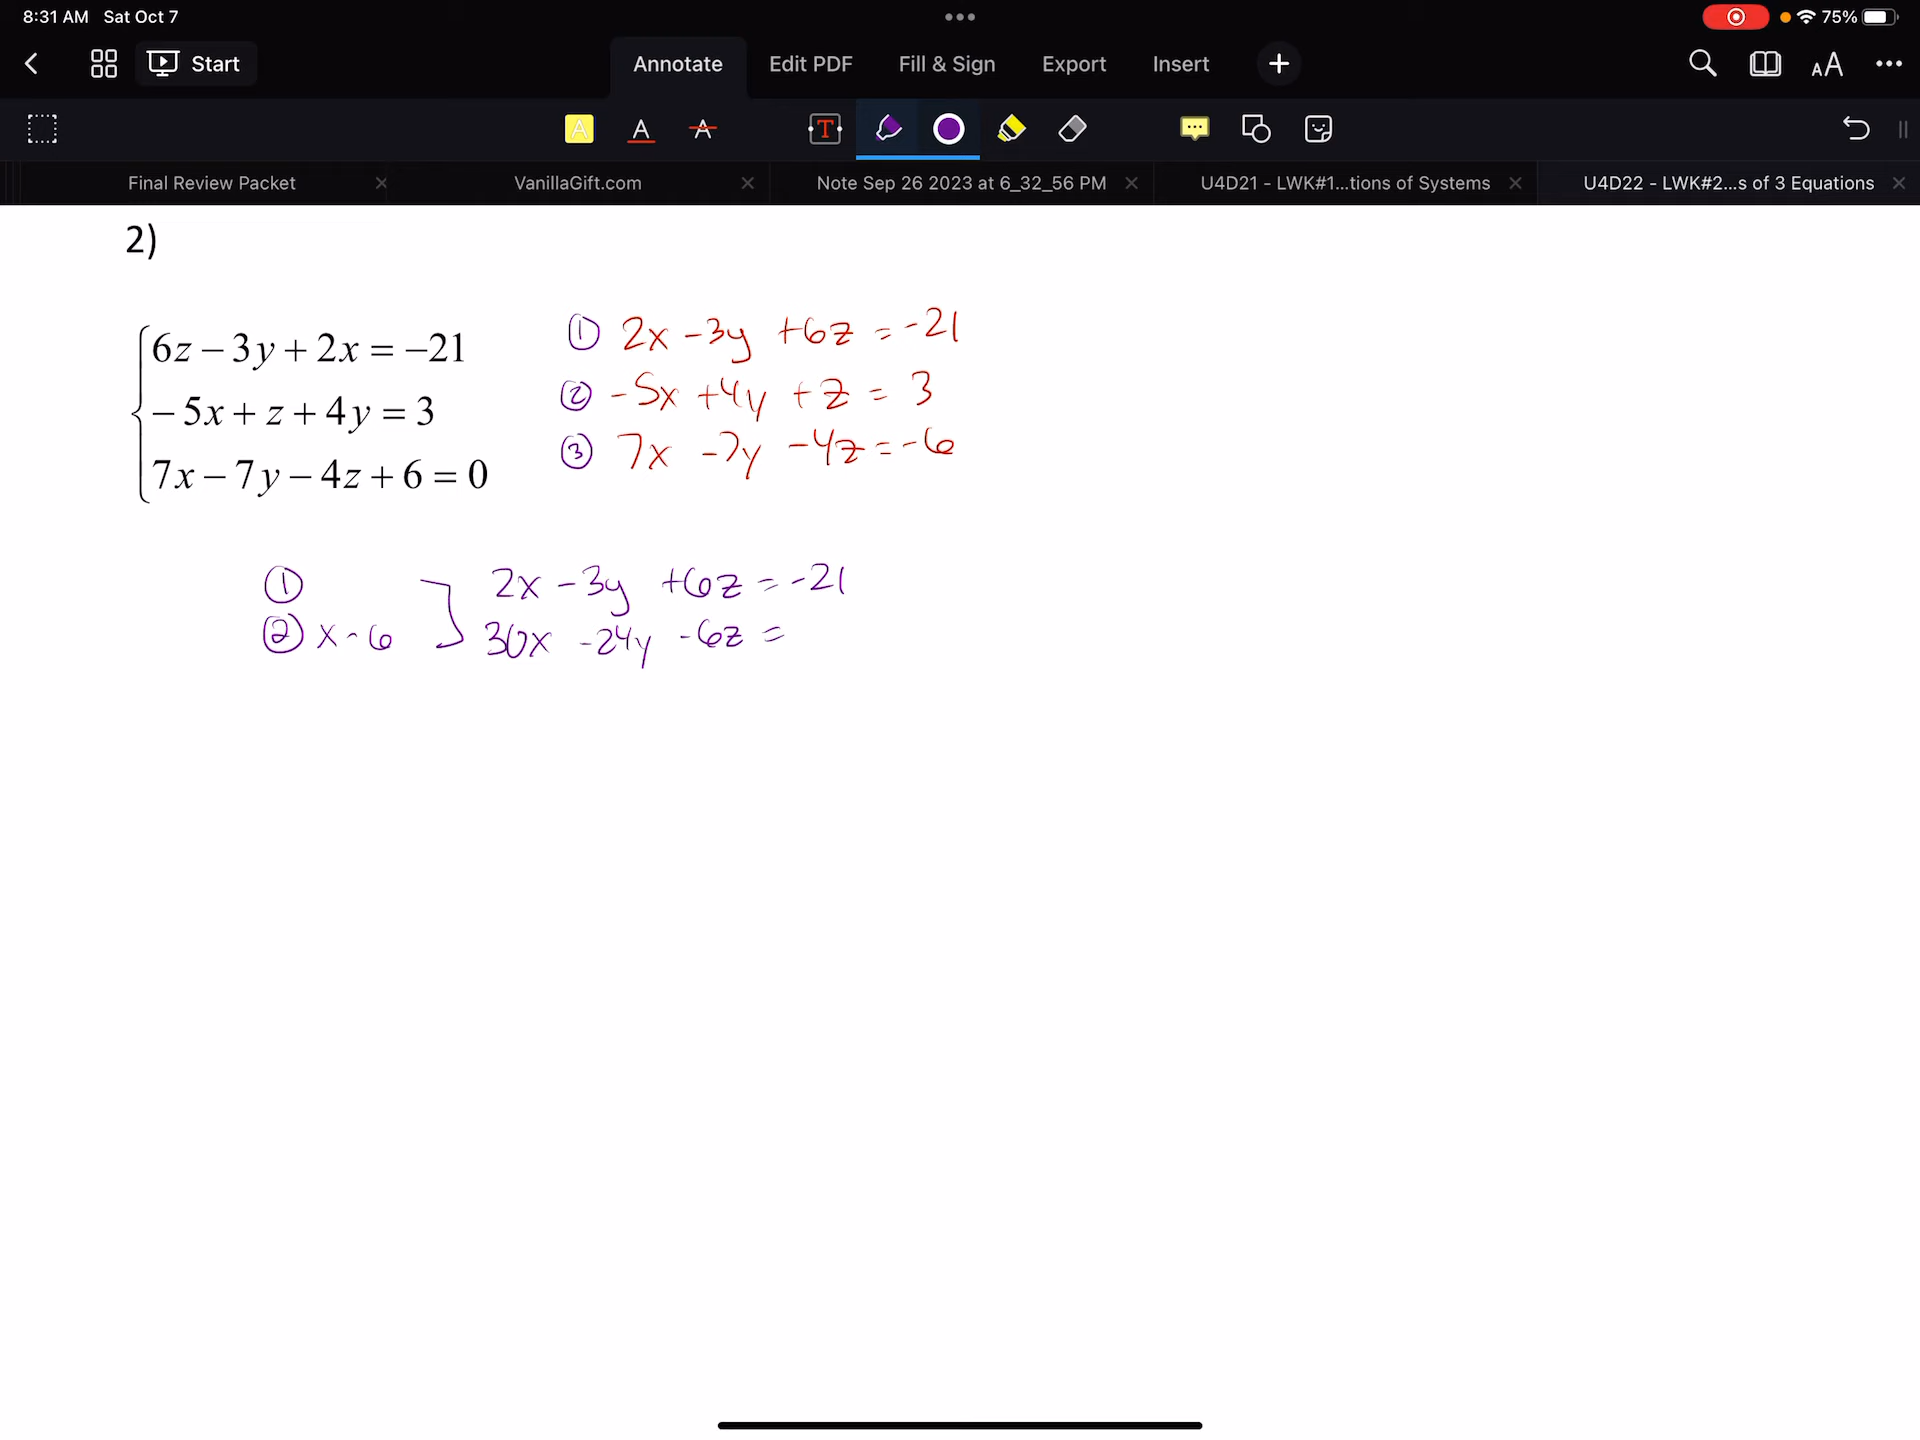 8:31 AM Sat Oct 7 75%
Start Annotate Edit PDF Fill & Sign Export Insert
A A A T
Final Review Packet VanillaGift.com Note Sep 26 2023 at 6_32_56 PM U4D21 - LWK#1...tions of Systems U4D22 - LWK#2...s of 3 Equations
2)
6z − 3y + 2x = −21
−5x + z + 4y = 3
7x − 7y − 4z + 6 = 0
① 2x -3y +6z = -21
② -5x +4y +z = 3
③ 7x -7y -4z = -6
① 2x -3y +6z = -21
② x -6 30x -24y -6z =